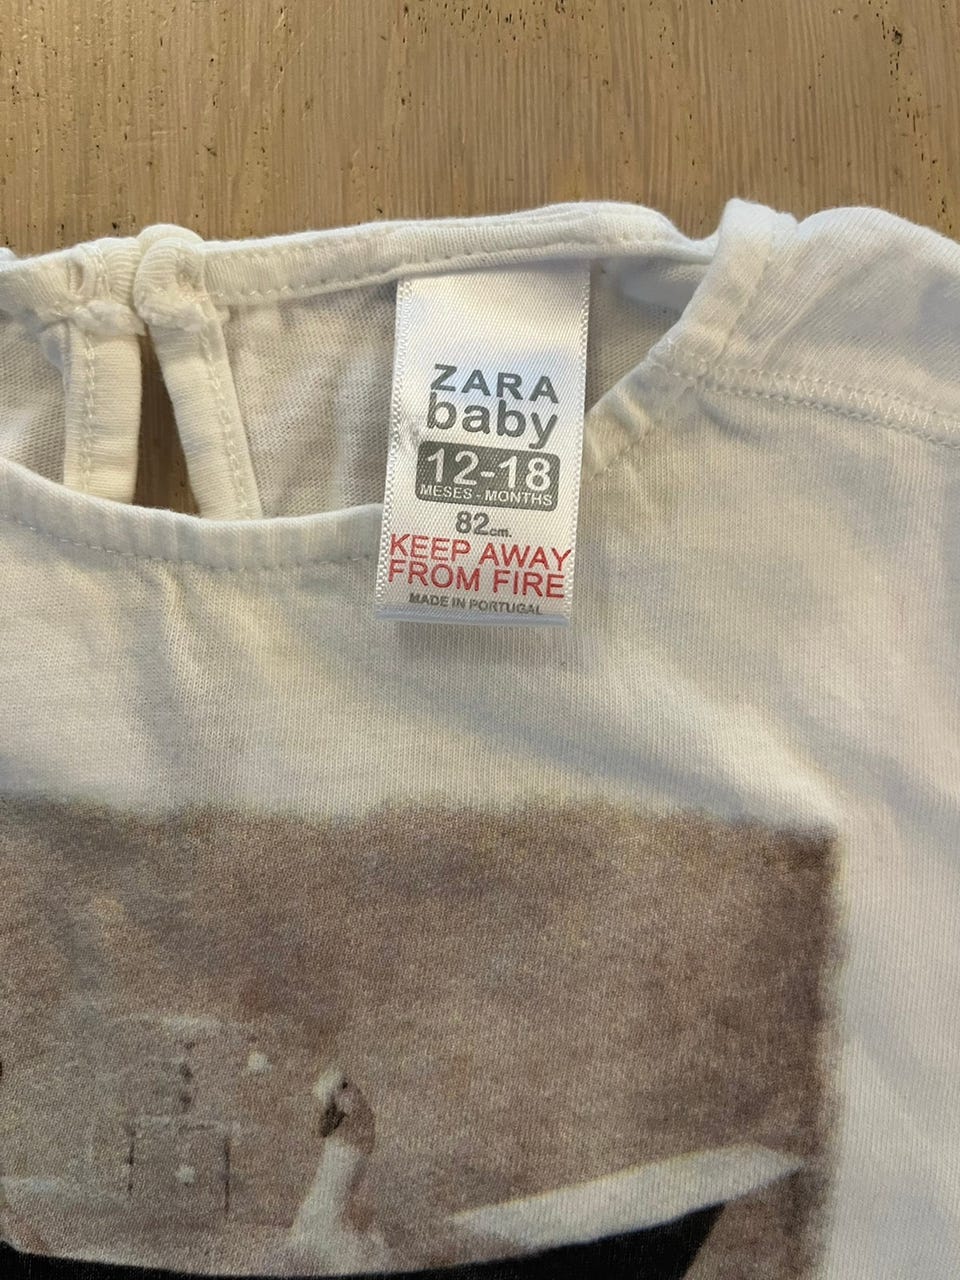 ZARA
baby
12-18
MESES - MONTHS
82cm.
KEEP AWAY
FROM FIRE
MADE IN PORTUGAL